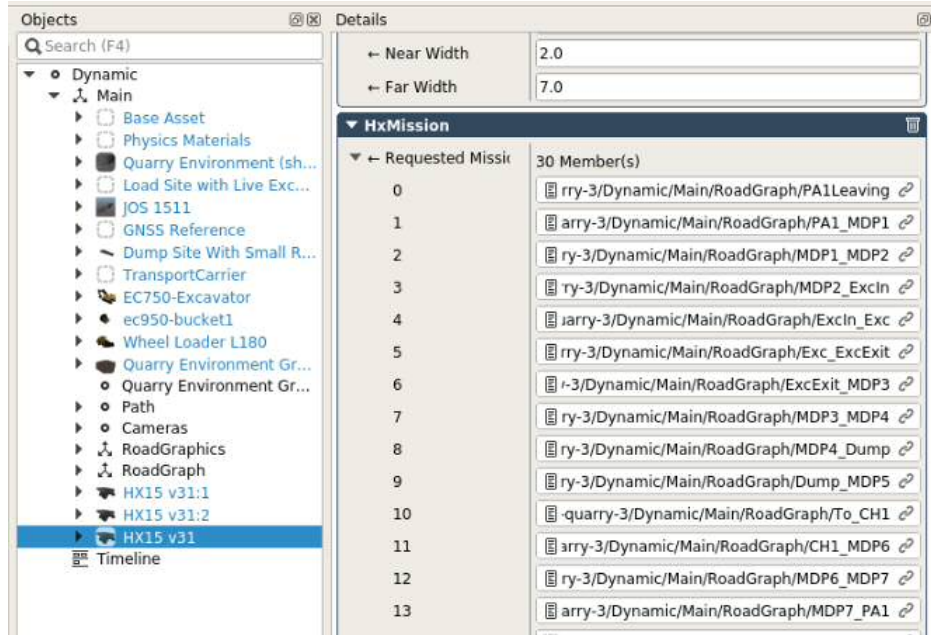 Objects
Search (F4)
Dynamic
Main
Base Asset
Physics Materials
Quarry Environment (sh...
Load Site with Live Exc...
JOS 1511
GNSS Reference
Dump Site With Small R...
TransportCarrier
EC750-Excavator
ec950-bucket1
Wheel Loader L180
Quarry Environment Gr...
Quarry Environment Gr...
Path
Cameras
RoadGraphics
RoadGraph
HX15 v31:1
HX15 v31:2
HX15 v31
Timeline
Details
← Near Width 2.0
← Far Width 7.0
HxMission
← Requested Missic 30 Member(s)
0 rry-3/Dynamic/Main/RoadGraph/PA1Leaving
1 arry-3/Dynamic/Main/RoadGraph/PA1_MDP1
2 ry-3/Dynamic/Main/RoadGraph/MDP1_MDP2
3 ry-3/Dynamic/Main/RoadGraph/MDP2_ExcIn
4 uarry-3/Dynamic/Main/RoadGraph/ExcIn_Exc
5 rry-3/Dynamic/Main/RoadGraph/Exc_ExcExit
6 -3/Dynamic/Main/RoadGraph/ExcExit_MDP3
7 ry-3/Dynamic/Main/RoadGraph/MDP3_MDP4
8 ry-3/Dynamic/Main/RoadGraph/MDP4_Dump
9 ry-3/Dynamic/Main/RoadGraph/Dump_MDP5
10 -quarry-3/Dynamic/Main/RoadGraph/To_CH1
11 arry-3/Dynamic/Main/RoadGraph/CH1_MDP6
12 ry-3/Dynamic/Main/RoadGraph/MDP6_MDP7
13 arry-3/Dynamic/Main/RoadGraph/MDP7_PA1